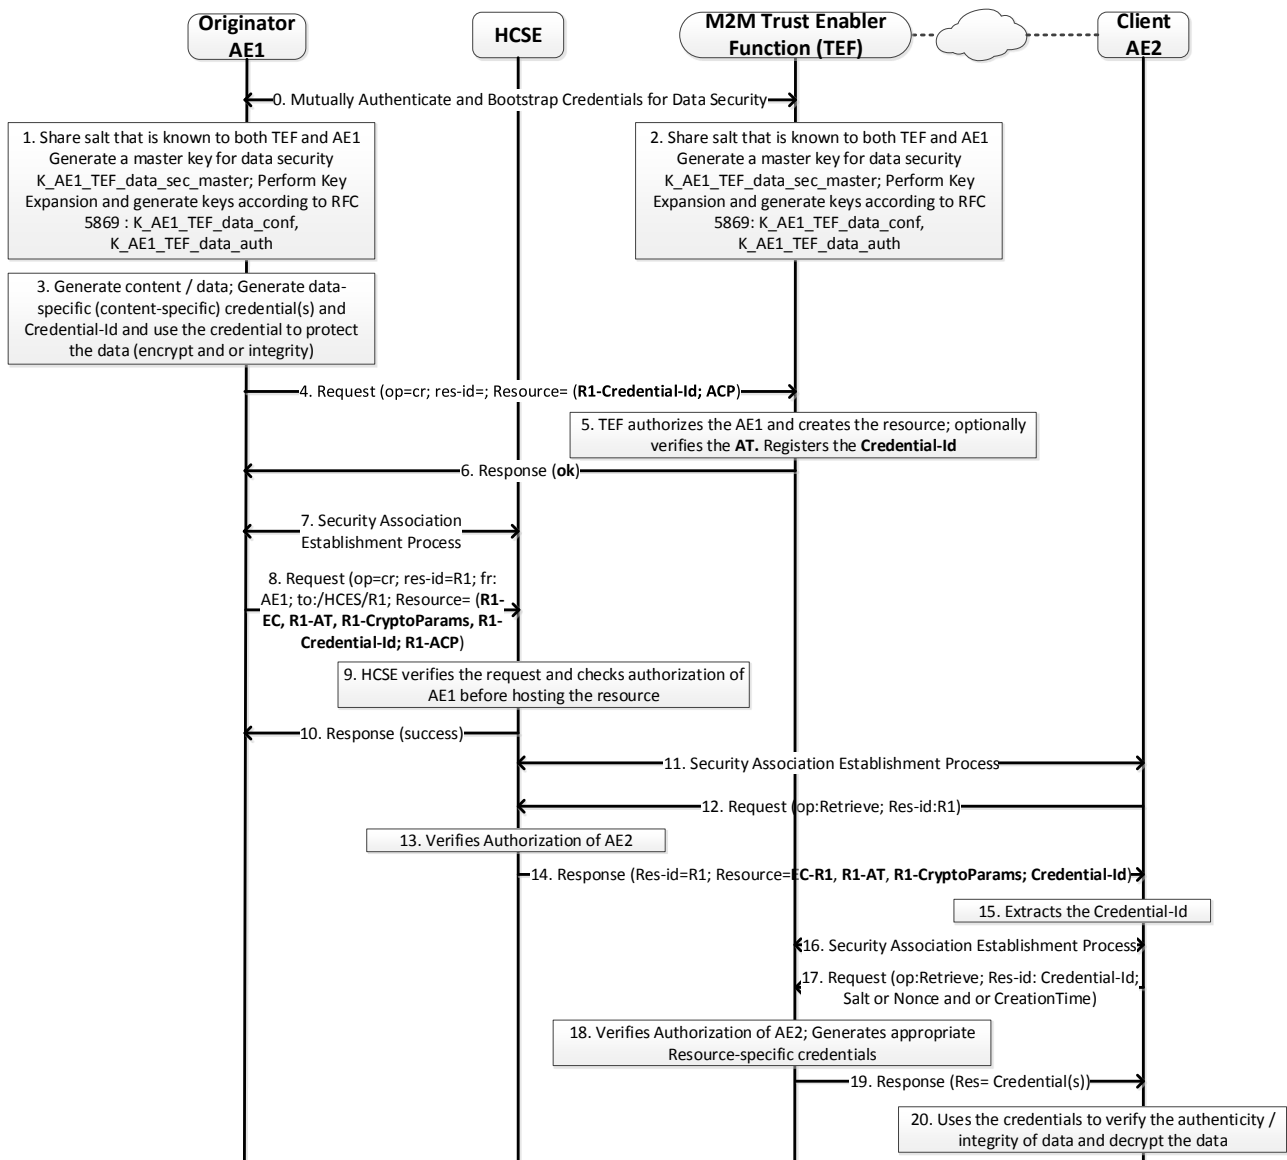 Originator
AE1
HCSE
M2M Trust Enabler
Function (TEF)
Client
AE2
0. Mutually Authenticate and Bootstrap Credentials for Data Security
1. Share salt that is known to both TEF and AE1
Generate a master key for data security
K_AE1_TEF_data_sec_master; Perform Key
Expansion and generate keys according to RFC
5869 : K_AE1_TEF_data_conf,
K_AE1_TEF_data_auth
2. Share salt that is known to both TEF and AE1
Generate a master key for data security
K_AE1_TEF_data_sec_master; Perform Key
Expansion and generate keys according to RFC
5869: K_AE1_TEF_data_conf,
K_AE1_TEF_data_auth
3. Generate content / data; Generate data-
specific (content-specific) credential(s) and
Credential-Id and use the credential to protect
the data (encrypt and or integrity)
4. Request (op=cr; res-id=; Resource= (R1-Credential-Id; ACP)
5. TEF authorizes the AE1 and creates the resource; optionally
verifies the AT. Registers the Credential-Id
6. Response (ok)
7. Security Association
Establishment Process
8. Request (op=cr; res-id=R1; fr:
AE1; to:/HCES/R1; Resource= (R1-
EC, R1-AT, R1-CryptoParams, R1-
Credential-Id; R1-ACP)
9. HCSE verifies the request and checks authorization of
AE1 before hosting the resource
10. Response (success)
11. Security Association Establishment Process
12. Request (op:Retrieve; Res-id:R1)
13. Verifies Authorization of AE2
14. Response (Res-id=R1; Resource=EC-R1, R1-AT, R1-CryptoParams; Credential-Id)
15. Extracts the Credential-Id
16. Security Association Establishment Process
17. Request (op:Retrieve; Res-id: Credential-Id;
Salt or Nonce and or CreationTime)
18. Verifies Authorization of AE2; Generates appropriate
Resource-specific credentials
19. Response (Res= Credential(s))
20. Uses the credentials to verify the authenticity /
integrity of data and decrypt the data